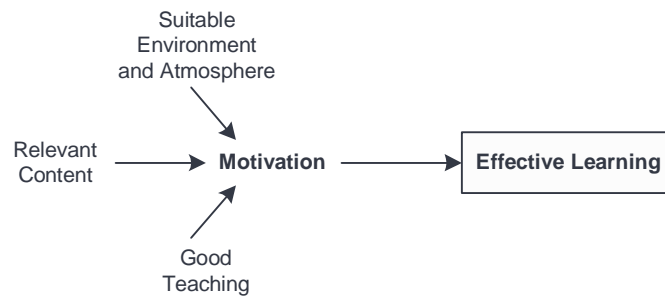 Suitable
Environment
and Atmosphere
Relevant
Content
Motivation
Effective Learning
Good
Teaching